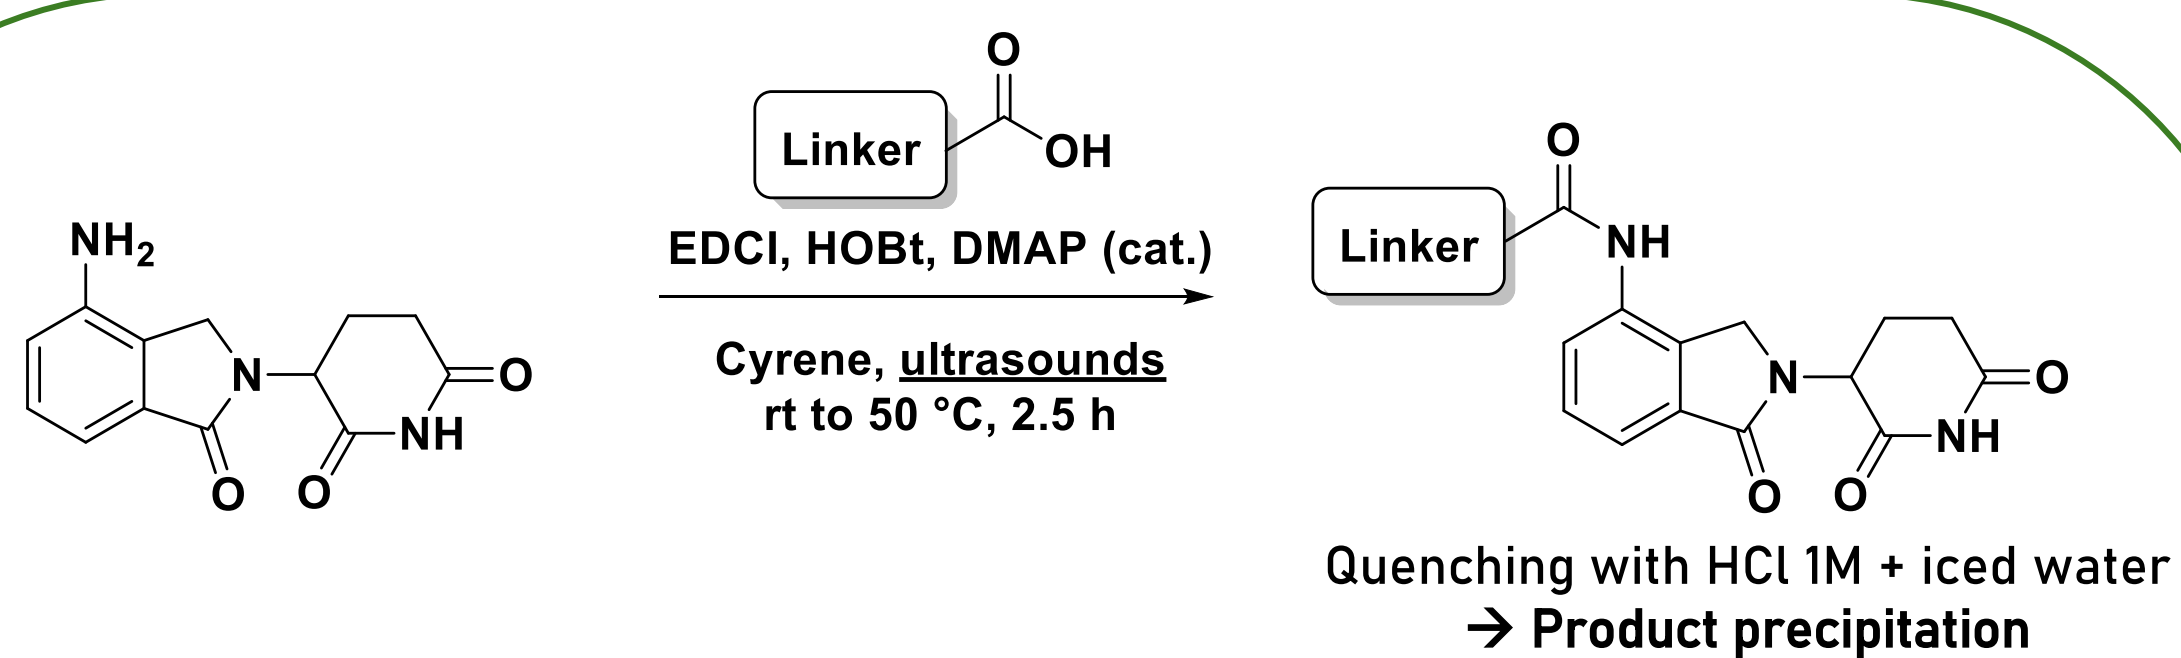 NH2
N
O
O
NH
O
Linker
O
OH
EDCI, HOBt, DMAP (cat.)
Cyrene, ultrasounds
rt to 50 °C, 2.5 h
Linker
O
NH
N
O
O
NH
O
Quenching with HCl 1M + iced water
→ Product precipitation